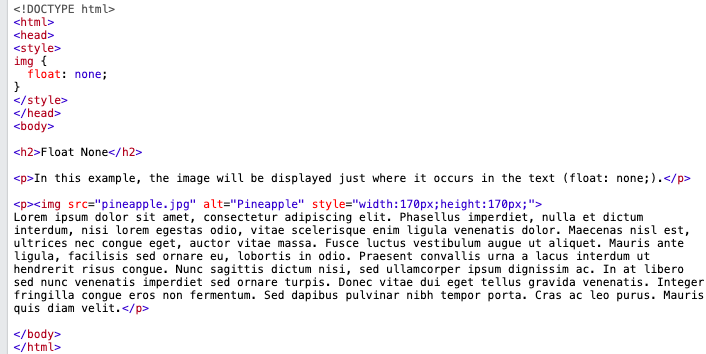 <!DOCTYPE html>
<html>
<head>
<style>
img {
  float: none;
}
</style>
</head>
<body>

<h2>Float None</h2>

<p>In this example, the image will be displayed just where it occurs in the text (float: none;).</p>

<p><img src="pineapple.jpg" alt="Pineapple" style="width:170px;height:170px;">
Lorem ipsum dolor sit amet, consectetur adipiscing elit. Phasellus imperdiet, nulla et dictum
interdum, nisi lorem egestas odio, vitae scelerisque enim ligula venenatis dolor. Maecenas nisl est,
ultrices nec congue eget, auctor vitae massa. Fusce luctus vestibulum augue ut aliquet. Mauris ante
ligula, facilisis sed ornare eu, lobortis in odio. Praesent convallis urna a lacus interdum ut
hendrerit risus congue. Nunc sagittis dictum nisi, sed ullamcorper ipsum dignissim ac. In at libero
sed nunc venenatis imperdiet sed ornare turpis. Donec vitae dui eget tellus gravida venenatis. Integer
fringilla congue eros non fermentum. Sed dapibus pulvinar nibh tempor porta. Cras ac leo purus. Mauris
quis diam velit.</p>

</body>
</html>